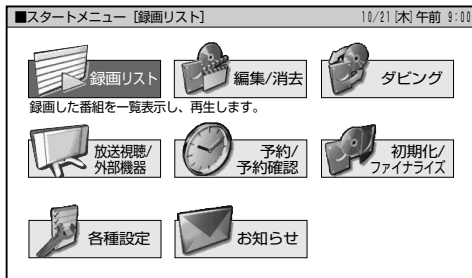 ■スタートメニュー［録画リスト］ 10/21[木]午前 9:00
録画リスト
編集/消去
ダビング
録画した番組を一覧表示し、再生します。
放送視聴/
外部機器
予約/
予約確認
初期化/
ファイナライズ
各種設定
お知らせ